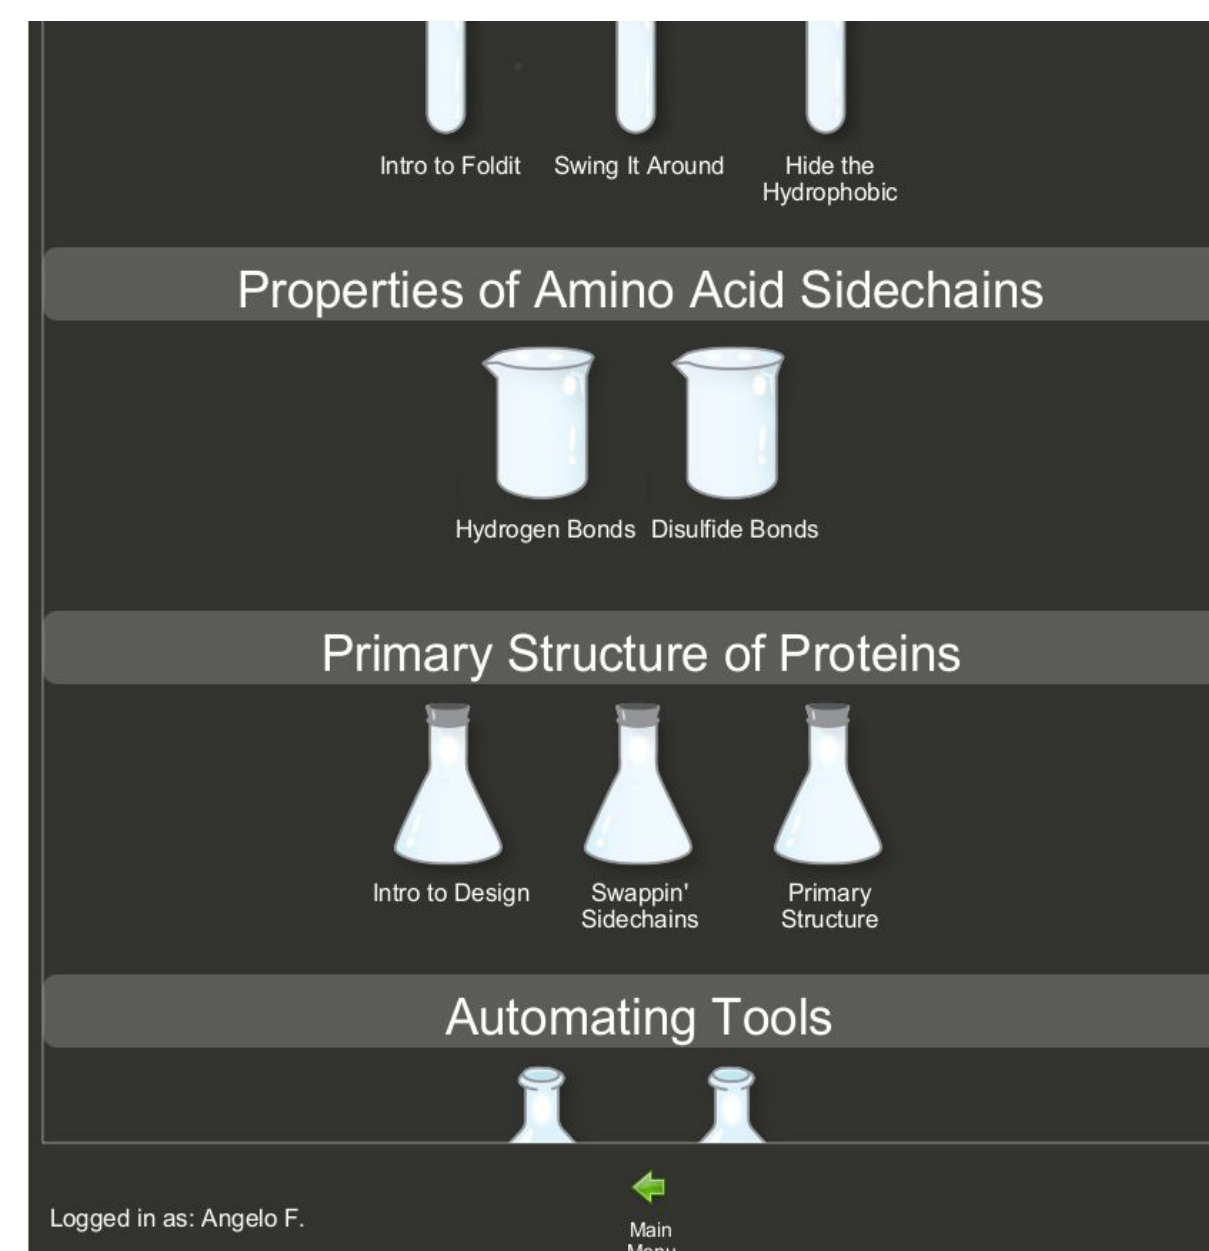 Intro to Foldit
Swing It Around
Hide the
Hydrophobic
Properties of Amino Acid Sidechains
Hydrogen Bonds
Disulfide Bonds
Primary Structure of Proteins
Intro to Design
Swappin'
Sidechains
Primary
Structure
Automating Tools
Logged in as: Angelo F.
Main
Menu